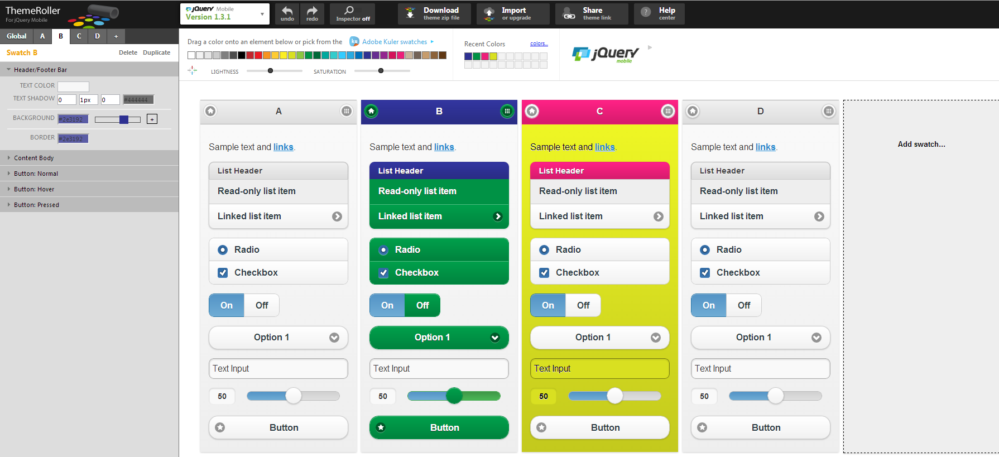 ThemeRoller
For jQuery Mobile
jQuery Mobile
Version 1.3.1
undo
redo
Inspector off
Download
theme zip file
Import
or upgrade
Share
theme link
Help
center
Global
A
B
C
D
+
Swatch B
Delete
Duplicate
Header/Footer Bar
TEXT COLOR
TEXT SHADOW
0
1px
0
#444444
BACKGROUND
#2e3192
+
BORDER
#2e3192
Content Body
Button: Normal
Button: Hover
Button: Pressed
Drag a color onto an element below or pick from the
ku
Adobe Kuler swatches
LIGHTNESS
SATURATION
Recent Colors
colors...
jQuery
mobile
A
Sample text and links.
List Header
Read-only list item
Linked list item
Radio
Checkbox
On
Off
Option 1
Text Input
50
Button
B
Sample text and links.
List Header
Read-only list item
Linked list item
Radio
Checkbox
On
Off
Option 1
Text Input
50
Button
C
Sample text and links.
List Header
Read-only list item
Linked list item
Radio
Checkbox
On
Off
Option 1
Text Input
50
Button
D
Sample text and links.
List Header
Read-only list item
Linked list item
Radio
Checkbox
On
Off
Option 1
Text Input
50
Button
Add swatch...